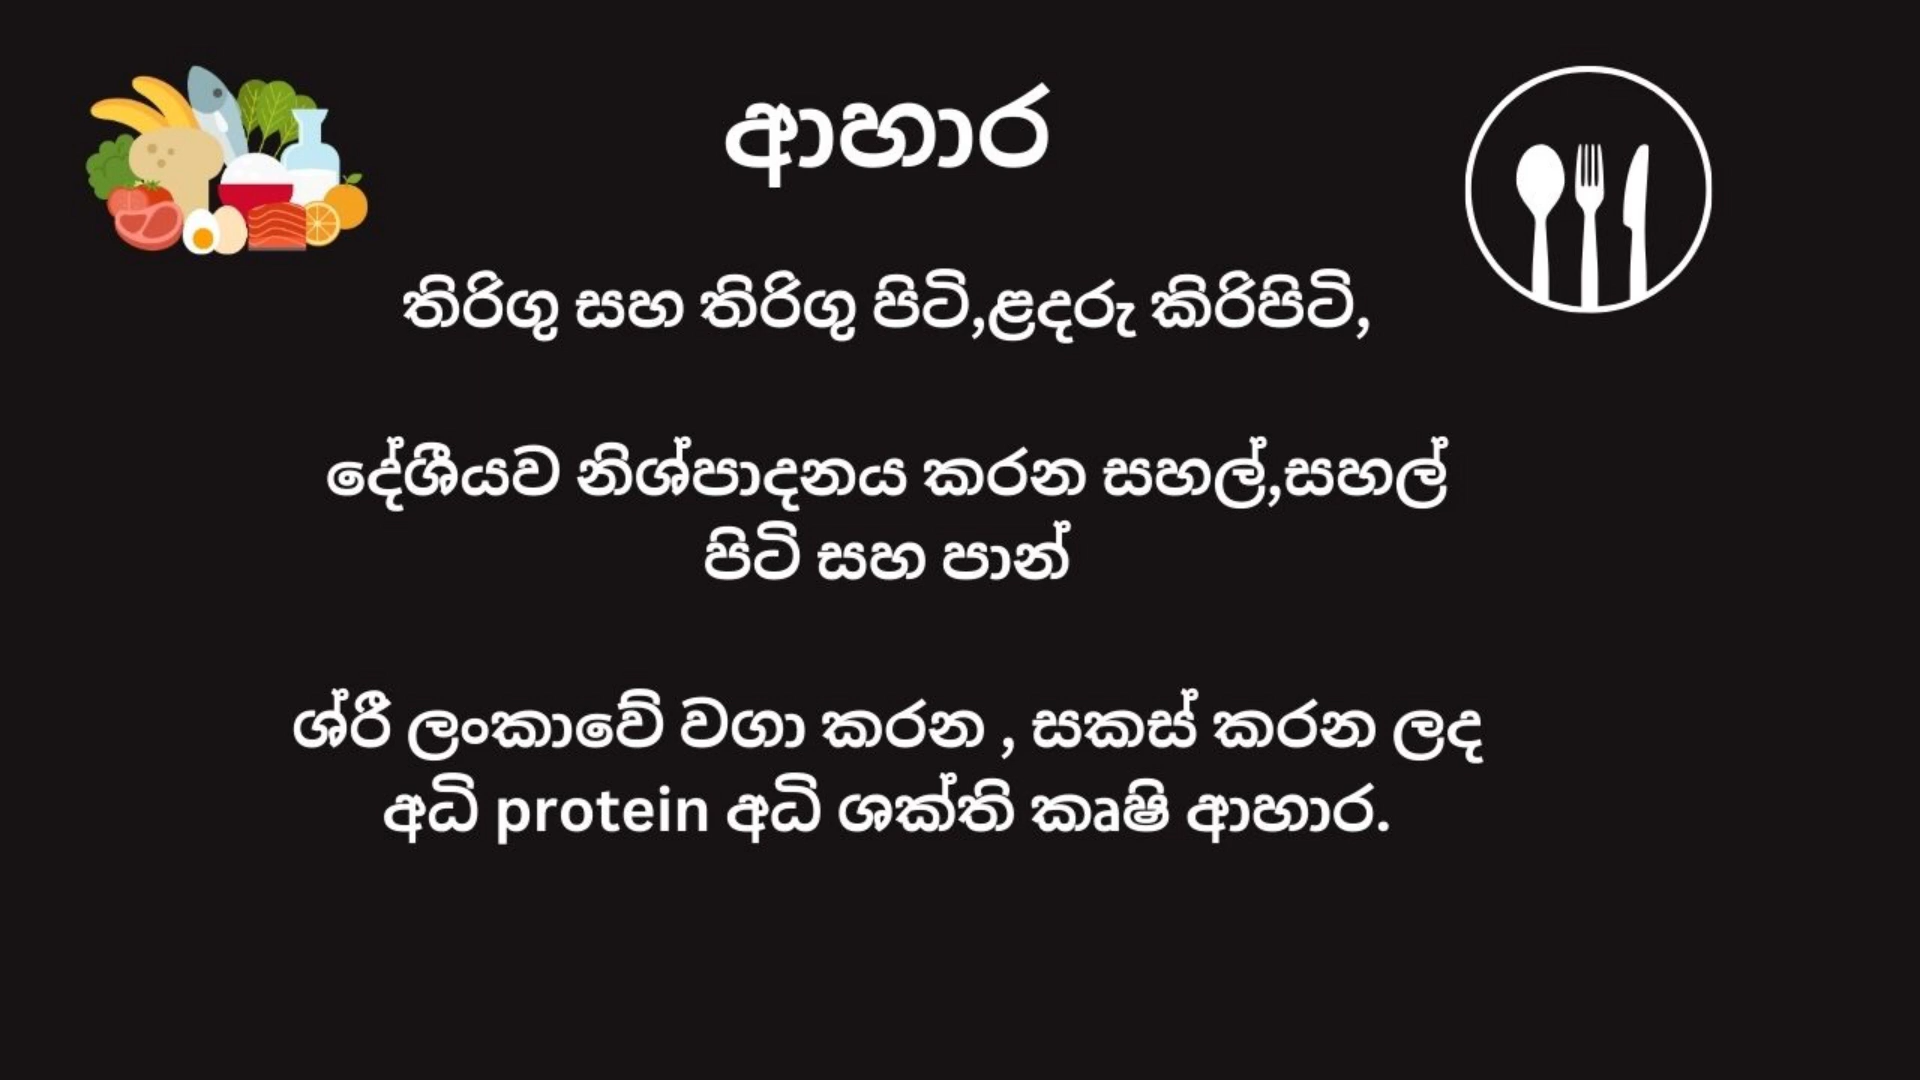 ආහාර
තිරිගු සහ තිරිගු පිටි,ළදරු කිරිපිටි,
දේශීයව නිශ්පාදනය කරන සහල්,සහල්
පිටි සහ පාන්
ශ්රී ලංකාවේ වගා කරන , සකස් කරන ලද
අධි protein අධි ශක්ති කෘෂි ආහාර.